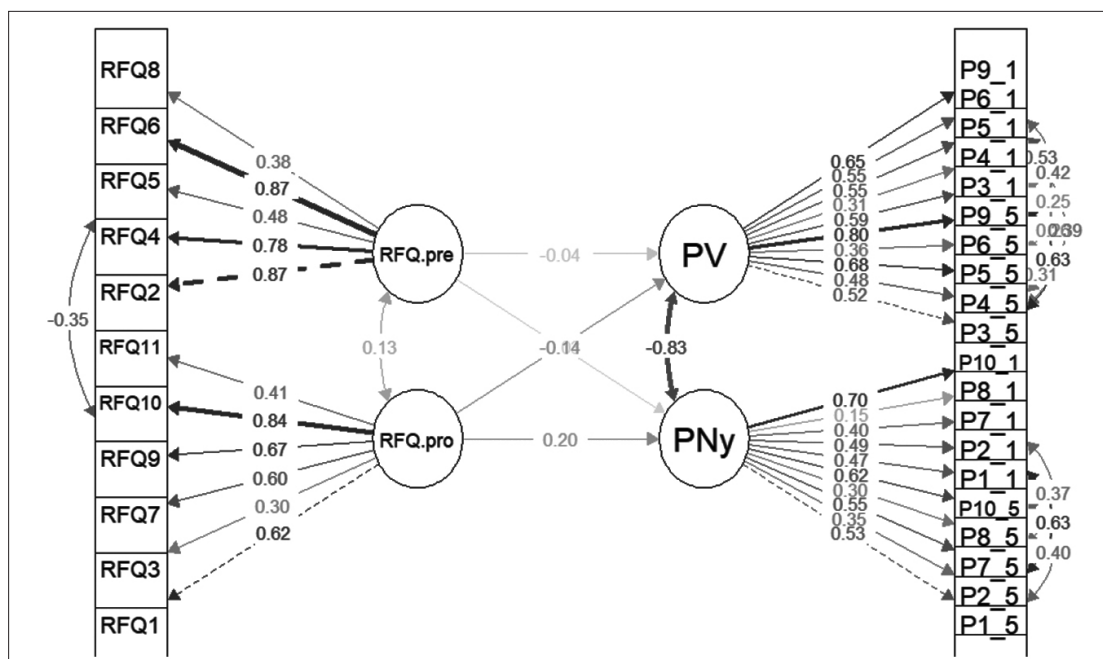 RFQ8
RFQ6
RFQ5
RFQ4
RFQ2
RFQ11
RFQ10
RFQ9
RFQ7
RFQ3
RFQ1
-0.35
0.38
0.87
0.48
0.78
0.87
0.41
0.84
0.67
0.60
0.30
0.62
RFQ.pre
0.13
RFQ.pro
-0.04
0.20
PV
-0.83
PNy
0.65
0.55
0.55
0.31
0.59
0.80
0.36
0.68
0.48
0.52
0.70
0.15
0.40
0.49
0.47
0.62
0.30
0.55
0.35
0.53
P9_1
P6_1
P5_1
P4_1
P3_1
P9_5
P6_5
P5_5
P4_5
P3_5
P10_1
P8_1
P7_1
P2_1
P1_1
P10_5
P8_5
P7_5
P2_5
P1_5
0.53
0.42
0.25
0.63
0.31
0.37
0.63
0.40